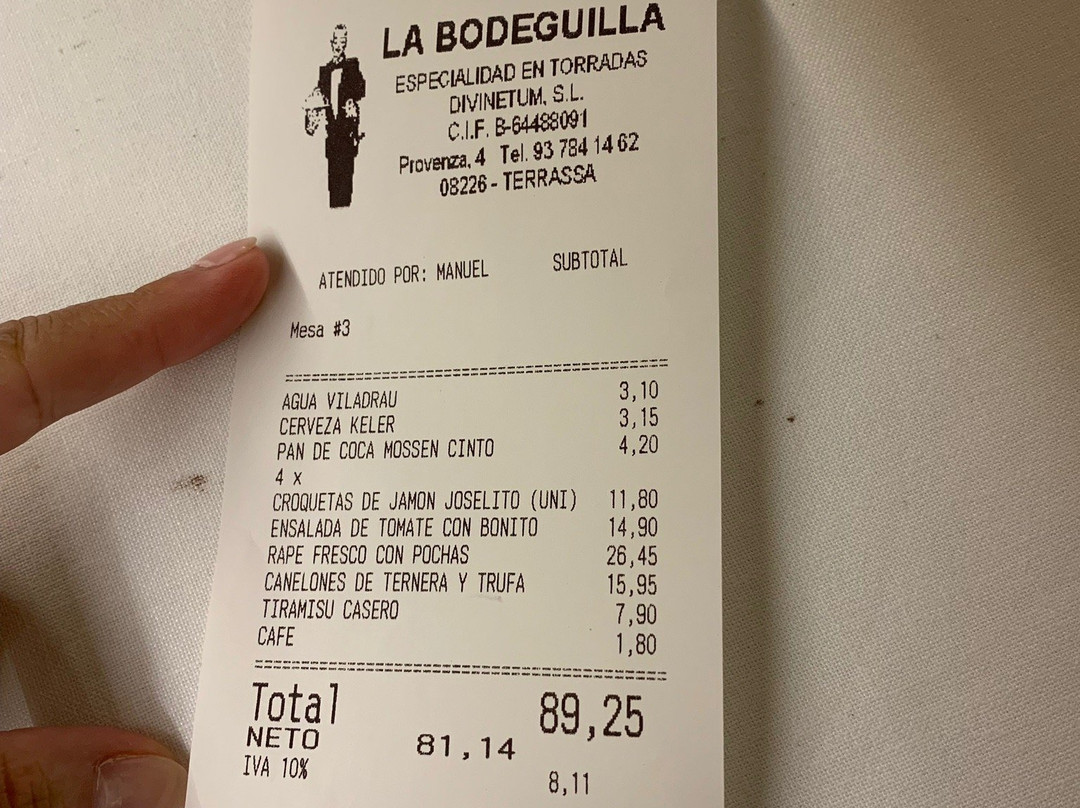 LA BODEGUILLA
ESPECIALIDAD EN TORRADAS
DIVINETUM, S.L.
C.I.F. B-64488091
Provenza, 4 Tel. 93 784 14 62
08226 - TERRASSA
ATENDIDO POR: MANUEL SUBTOTAL
Mesa #3
AGUA VILADRAU 3,10
CERVEZA KELER 3,15
PAN DE COCA MOSSEN CINTO 4,20
4 x
CROQUETAS DE JAMON JOSELITO (UNI) 11,80
ENSALADA DE TOMATE CON BONITO 14,90
RAPE FRESCO CON POCHAS 26,45
CANELONES DE TERNERA Y TRUFA 15,95
TIRAMISU CASERO 7,90
CAFE 1,80
Total 89,25
NETO 81,14
IVA 10% 8,11